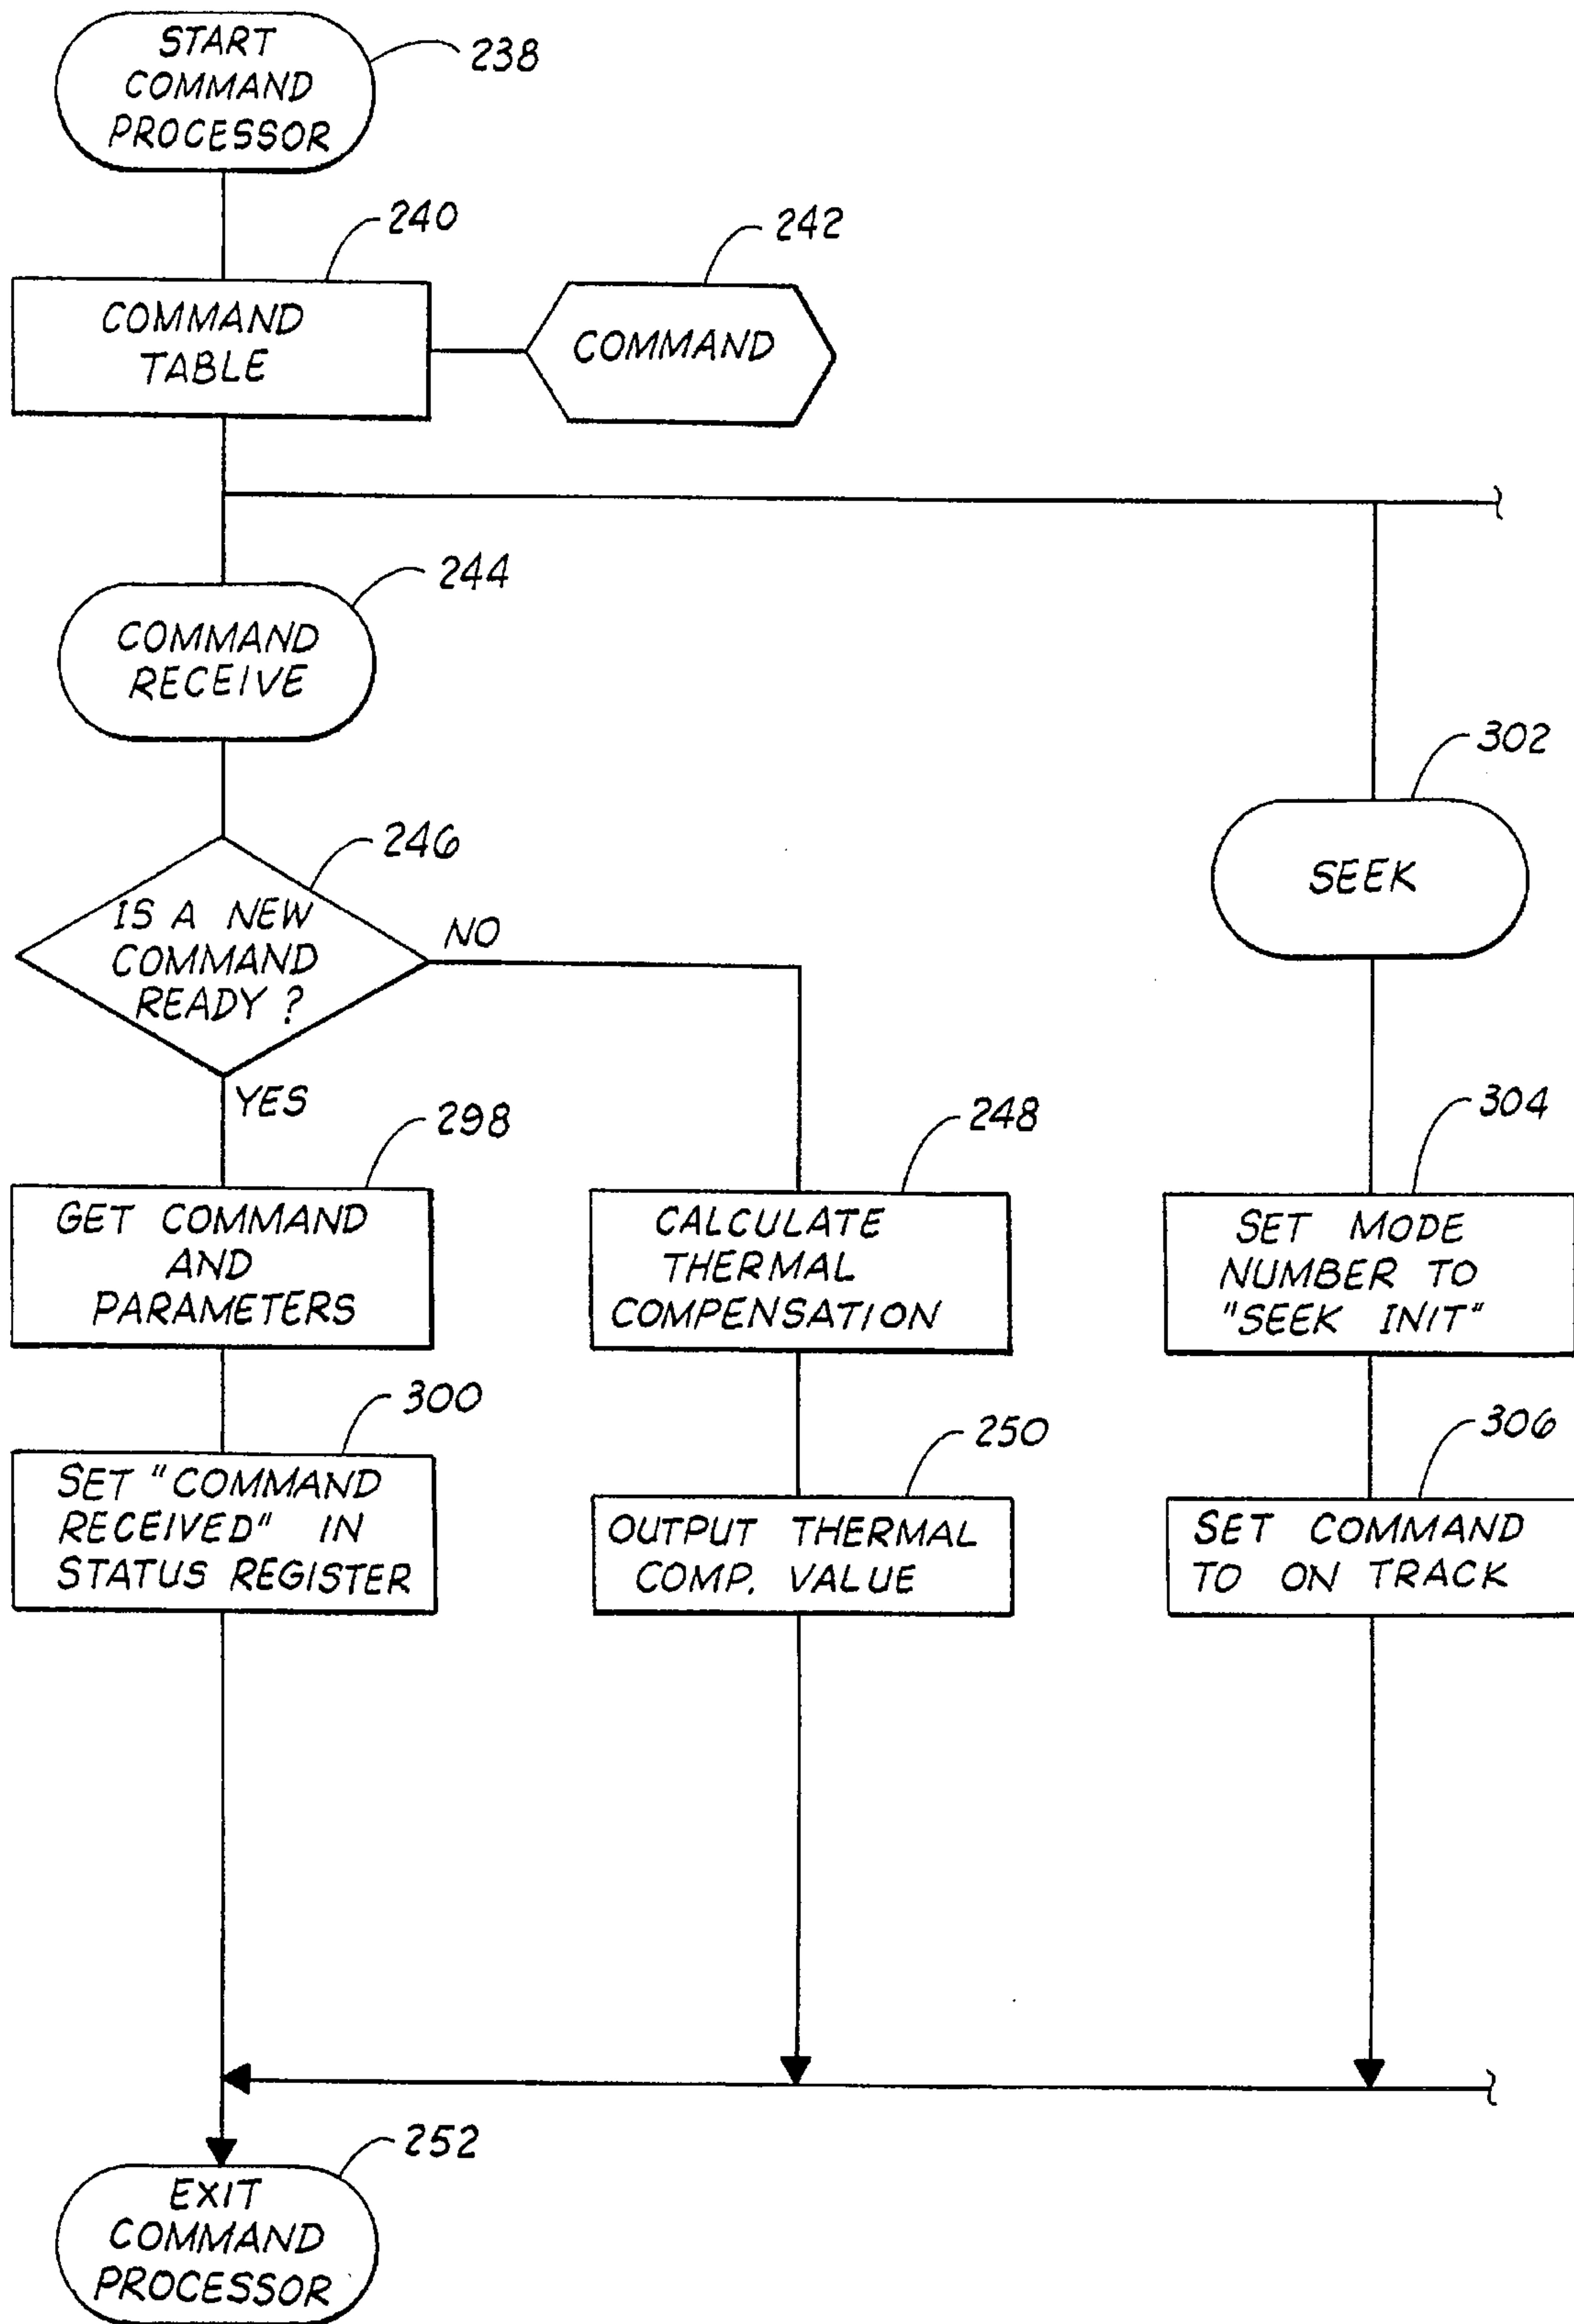 START
COMMAND
PROCESSOR
238
240
COMMAND
TABLE
242
COMMAND
244
COMMAND
RECEIVE
302
SEEK
246
IS A NEW
COMMAND
READY ?
NO
YES
298
GET COMMAND
AND
PARAMETERS
248
CALCULATE
THERMAL
COMPENSATION
304
SET MODE
NUMBER TO
"SEEK INIT"
300
SET "COMMAND
RECEIVED" IN
STATUS REGISTER
250
OUTPUT THERMAL
COMP. VALUE
306
SET COMMAND
TO ON TRACK
252
EXIT
COMMAND
PROCESSOR